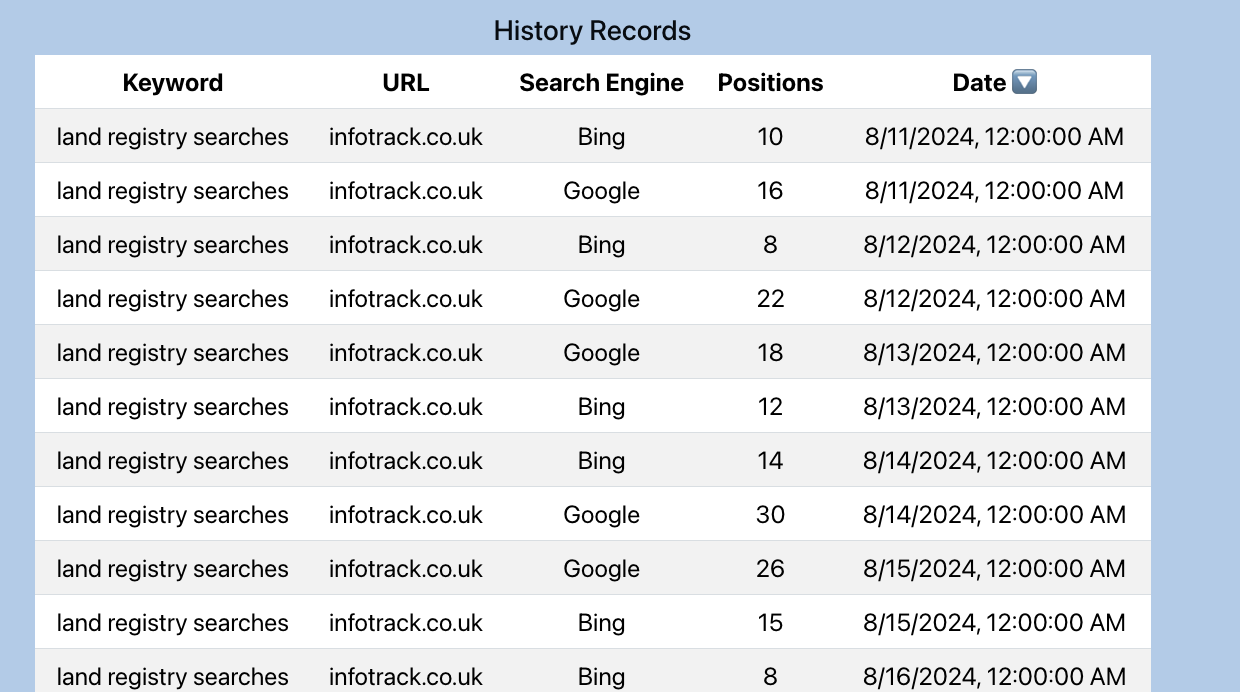 History Records
Keyword URL Search Engine Positions Date 🔽
land registry searches infotrack.co.uk Bing 10 8/11/2024, 12:00:00 AM
land registry searches infotrack.co.uk Google 16 8/11/2024, 12:00:00 AM
land registry searches infotrack.co.uk Bing 8 8/12/2024, 12:00:00 AM
land registry searches infotrack.co.uk Google 22 8/12/2024, 12:00:00 AM
land registry searches infotrack.co.uk Google 18 8/13/2024, 12:00:00 AM
land registry searches infotrack.co.uk Bing 12 8/13/2024, 12:00:00 AM
land registry searches infotrack.co.uk Bing 14 8/14/2024, 12:00:00 AM
land registry searches infotrack.co.uk Google 30 8/14/2024, 12:00:00 AM
land registry searches infotrack.co.uk Google 26 8/15/2024, 12:00:00 AM
land registry searches infotrack.co.uk Bing 15 8/15/2024, 12:00:00 AM
land registry searches infotrack.co.uk Bing 8 8/16/2024, 12:00:00 AM